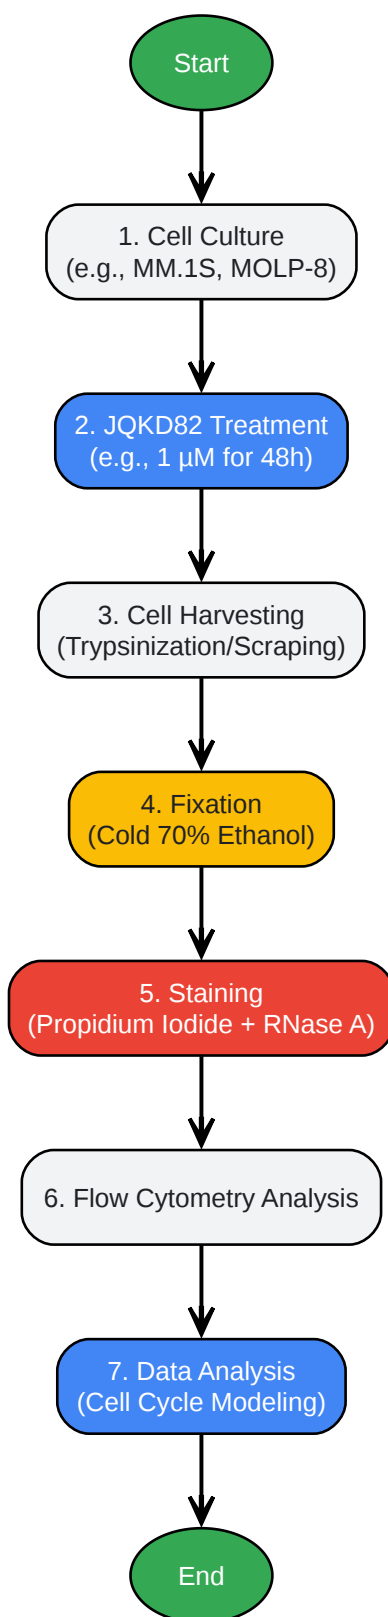 Start
1. Cell Culture
(e.g., MM.1S, MOLP-8)
2. JQKD82 Treatment
(e.g., 1 µM for 48h)
3. Cell Harvesting
(Trypsinization/Scraping)
4. Fixation
(Cold 70% Ethanol)
5. Staining
(Propidium Iodide + RNase A)
6. Flow Cytometry Analysis
7. Data Analysis
(Cell Cycle Modeling)
End